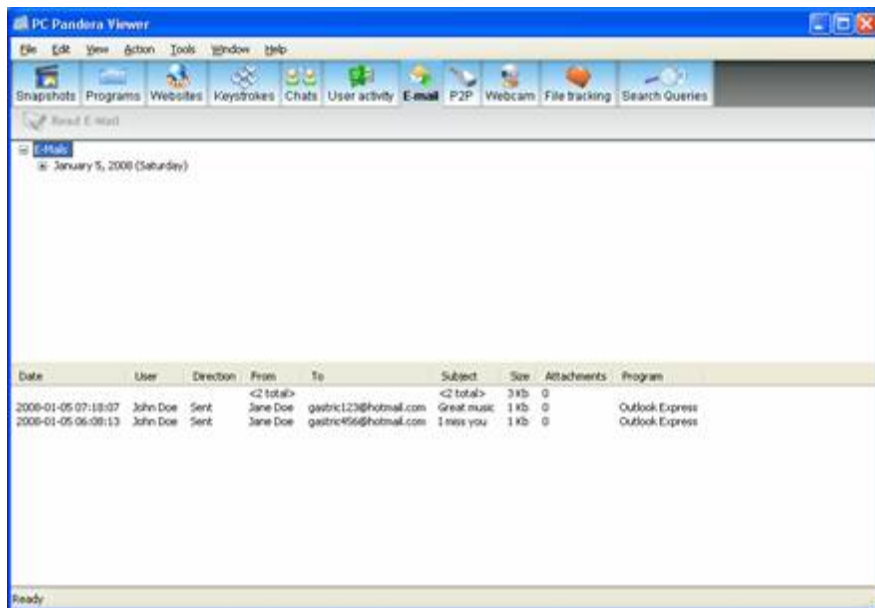 PC Pandora Viewer
File Edit View Action Tools Window Help
Snapshots Programs Websites Keystrokes Chats User activity E-mail P2P Webcam File tracking Search Queries
Read E-Mail
E-Mails
January 5, 2008 (Saturday)
Date User Direction From To Subject Size Attachments Program
<2 total> <2 total> 3 Kb 0
2008-01-05 07:18:07 John Doe Sent Jane Doe gastric123@hotmail.com Great music 1 Kb 0 Outlook Express
2008-01-05 06:08:13 John Doe Sent Jane Doe gastric456@hotmail.com I miss you 1 Kb 0 Outlook Express
Ready